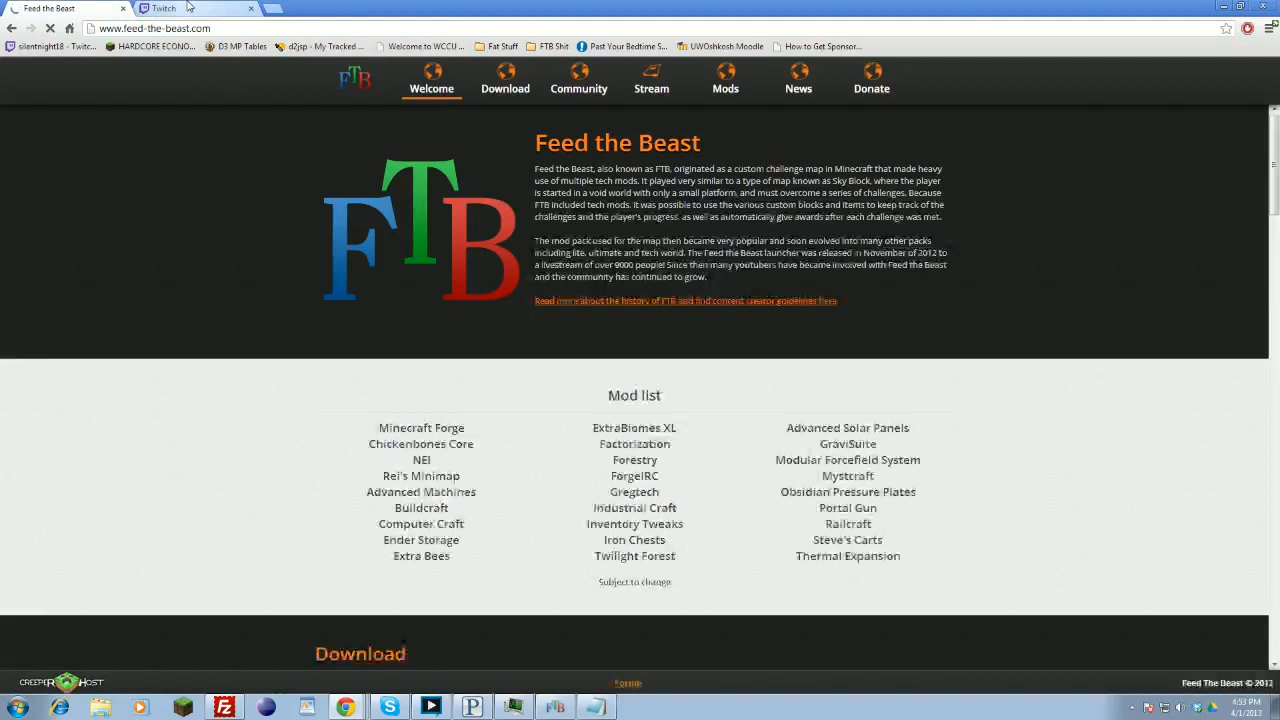 Feed the Beast
Twitch
www.feed-the-beast.com
silentnight18 - Twitc...
HARDCORE ECONO...
D3 MP Tables
d2jsp - My Tracked ...
Welcome to WCCU ...
Fat Stuff
FTB Shit
Past Your Bedtime S...
UWOshkosh Moodle
How to Get Sponsor...
FTB
Welcome
Download
Community
Stream
Mods
News
Donate
FTB
Feed the Beast
Feed the Beast, also known as FTB, originated as a custom challenge map in Minecraft that made heavy
use of multiple tech mods. It played very similar to a type of map known as Sky Block, where the player
is started in a void world with only a small platform, and must overcome a series of challenges. Because
FTB included tech mods, it was possible to use the various custom blocks and items to keep track of the
challenges and the player's progress, as well as automatically give awards after each challenge was met.
The mod pack used for the map then became very popular and soon evolved into many other packs
including lite, ultimate and tech world. The Feed the Beast launcher was released in November of 2012 to
a livestream of over 9000 people! Since then many youtubers have became involved with Feed the Beast
and the community has continued to grow.
Read more about the history of FTB and find content creator guidelines here
Mod list
Minecraft Forge
Chickenbones Core
NEI
Rei's Minimap
Advanced Machines
Buildcraft
Computer Craft
Ender Storage
Extra Bees
ExtraBiomes XL
Factorization
Forestry
ForgeIRC
Gregtech
Industrial Craft
Inventory Tweaks
Iron Chests
Twilight Forest
Advanced Solar Panels
GraviSuite
Modular Forcefield System
Mystcraft
Obsidian Pressure Plates
Portal Gun
Railcraft
Steve's Carts
Thermal Expansion
Subject to change
Download
CREEPER HOST
Feed The Beast © 2012
4:53 PM
4/1/2013